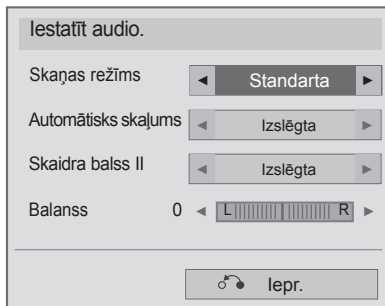 Iestatīt audio.
Skaņas režīms ◄ Standarta ►
Automātisks skaļums ◄ Izslēgta ►
Skaidra balss II ◄ Izslēgta ►
Balanss 0 ◄ L R ►
Iepr.